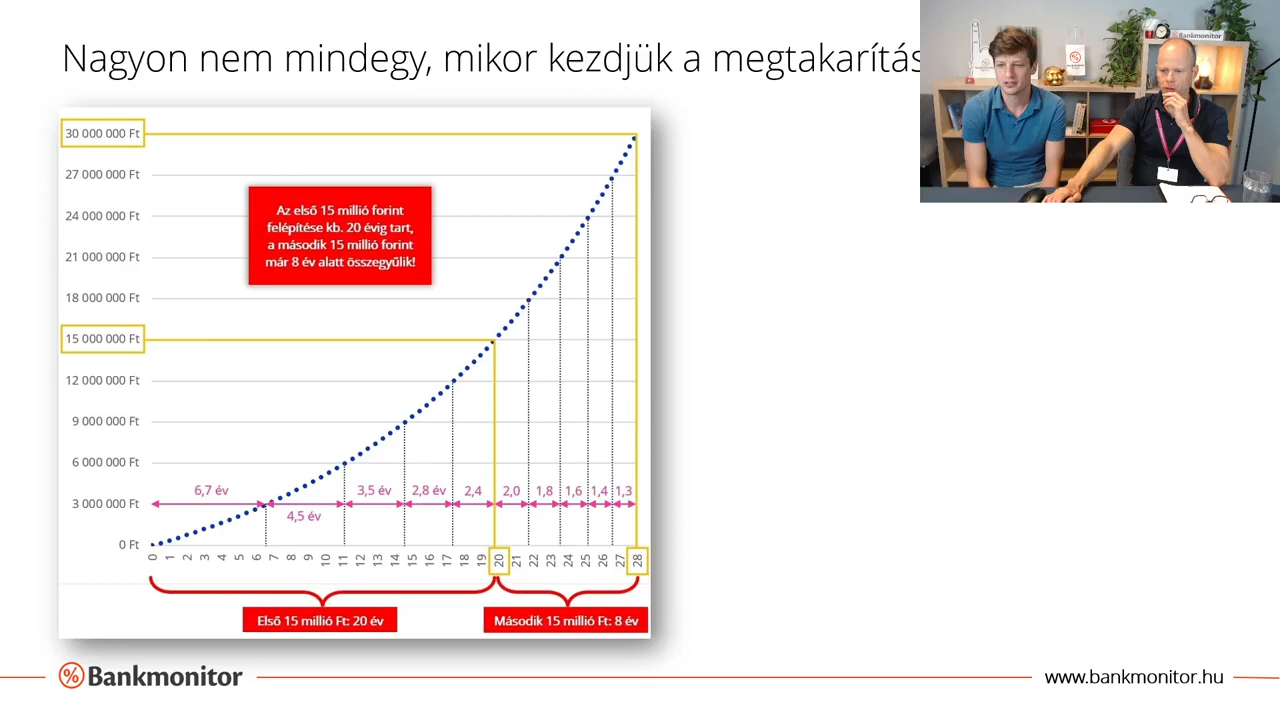 Nagyon nem mindegy, mikor kezdjük a megtakarítás
Bankmonitor
30 000 000 Ft
27 000 000 Ft
24 000 000 Ft
21 000 000 Ft
18 000 000 Ft
15 000 000 Ft
12 000 000 Ft
9 000 000 Ft
6 000 000 Ft
3 000 000 Ft
0 Ft
Az első 15 millió forint
felépítése kb. 20 évig tart,
a második 15 millió forint
már 8 év alatt összegyűlik!
6,7 év
4,5 év
3,5 év
2,8 év
2,4
2,0
1,8
1,6
1,4
1,3
0 1 2 3 4 5 6 7 8 9 10 11 12 13 14 15 16 17 18 19 20 21 22 23 24 25 26 27 28
Első 15 millió Ft: 20 év
Második 15 millió Ft: 8 év
% Bankmonitor
www.bankmonitor.hu